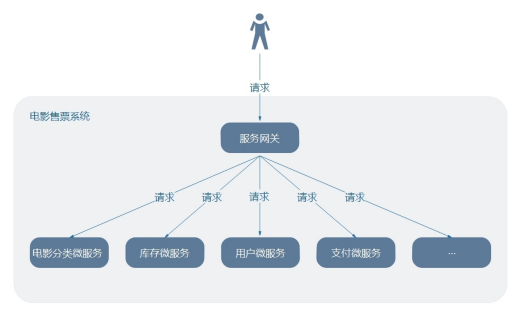 请求
电影售票系统
服务网关
请求
请求
请求
请求
请求
电影分类微服务
库存微服务
用户微服务
支付微服务
...